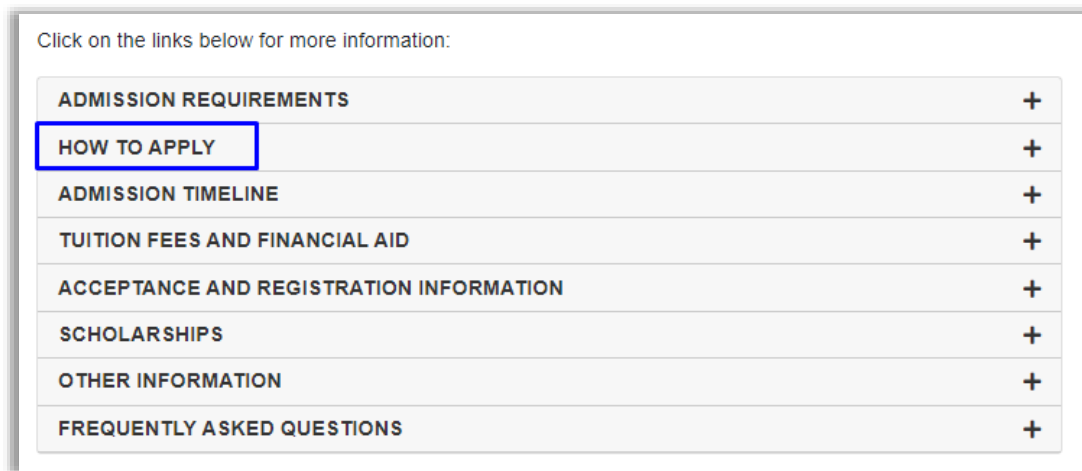 Click on the links below for more information:
ADMISSION REQUIREMENTS +
HOW TO APPLY +
ADMISSION TIMELINE +
TUITION FEES AND FINANCIAL AID +
ACCEPTANCE AND REGISTRATION INFORMATION +
SCHOLARSHIPS +
OTHER INFORMATION +
FREQUENTLY ASKED QUESTIONS +